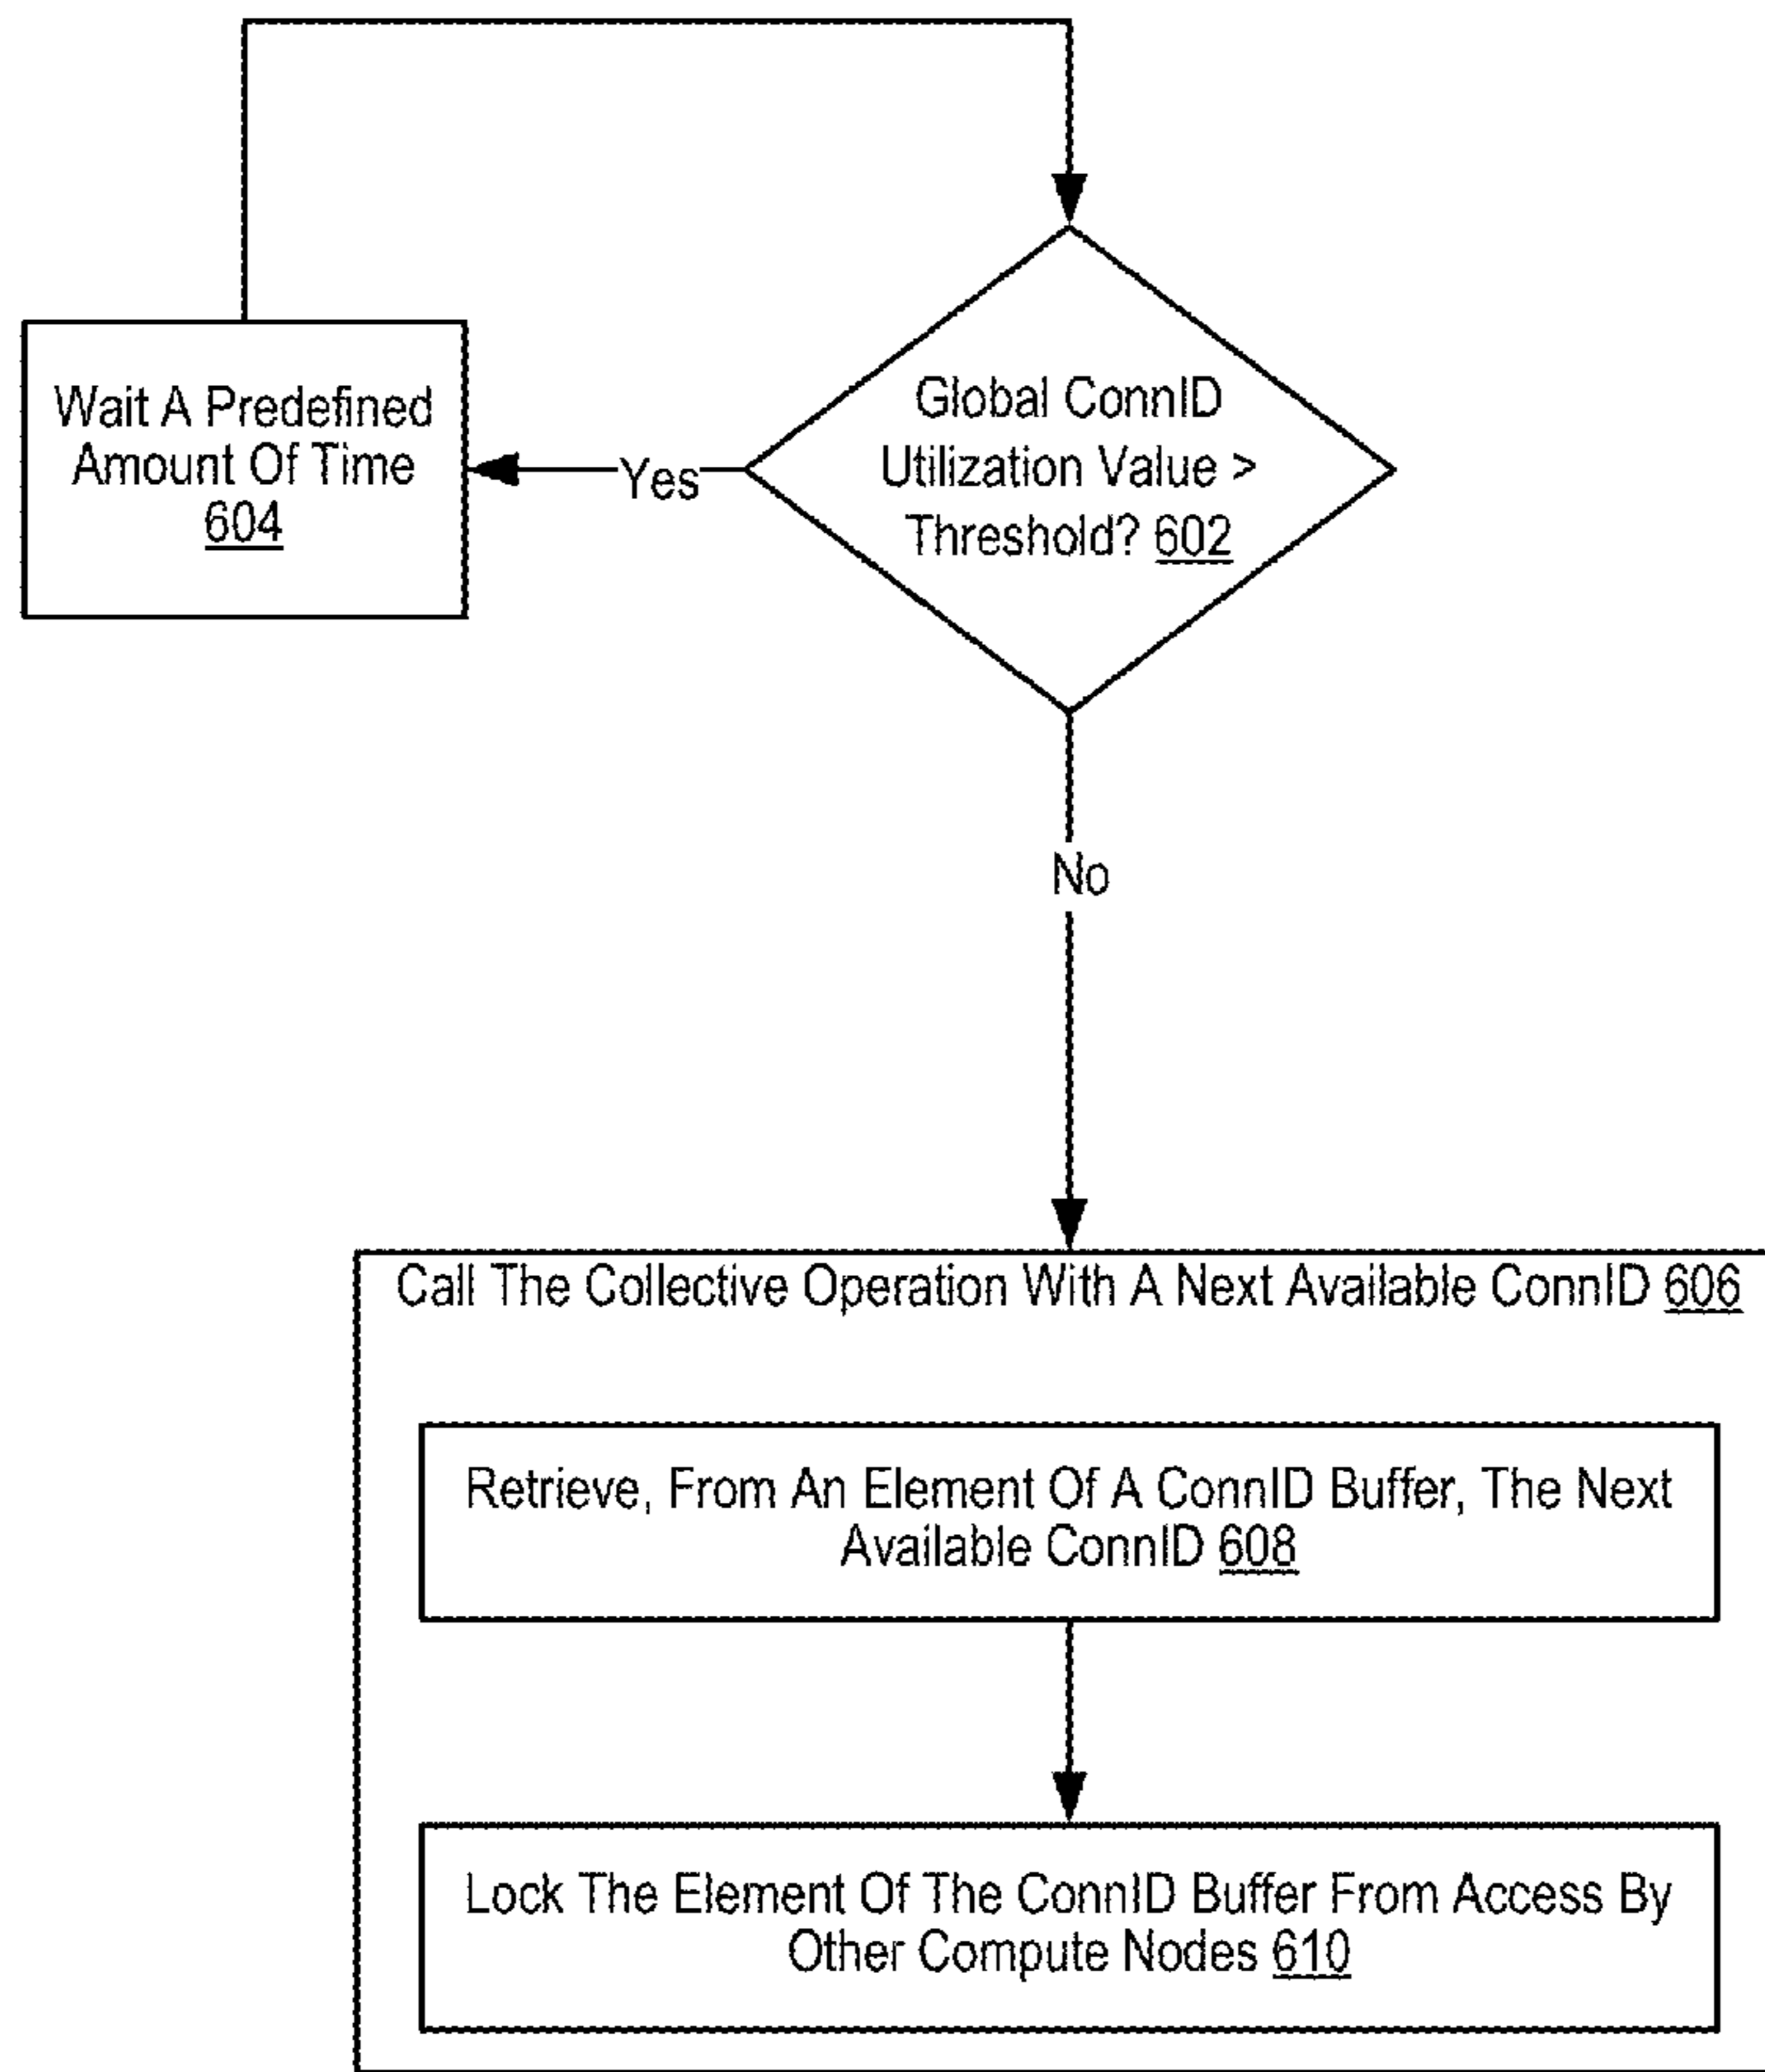 Global ConnID
Utilization Value >
Threshold? 602
Wait A Predefined
Amount Of Time
604
Yes
No
Call The Collective Operation With A Next Available ConnID 606
Retrieve, From An Element Of A ConnID Buffer, The Next
Available ConnID 608
Lock The Element Of The ConnID Buffer From Access By
Other Compute Nodes 610